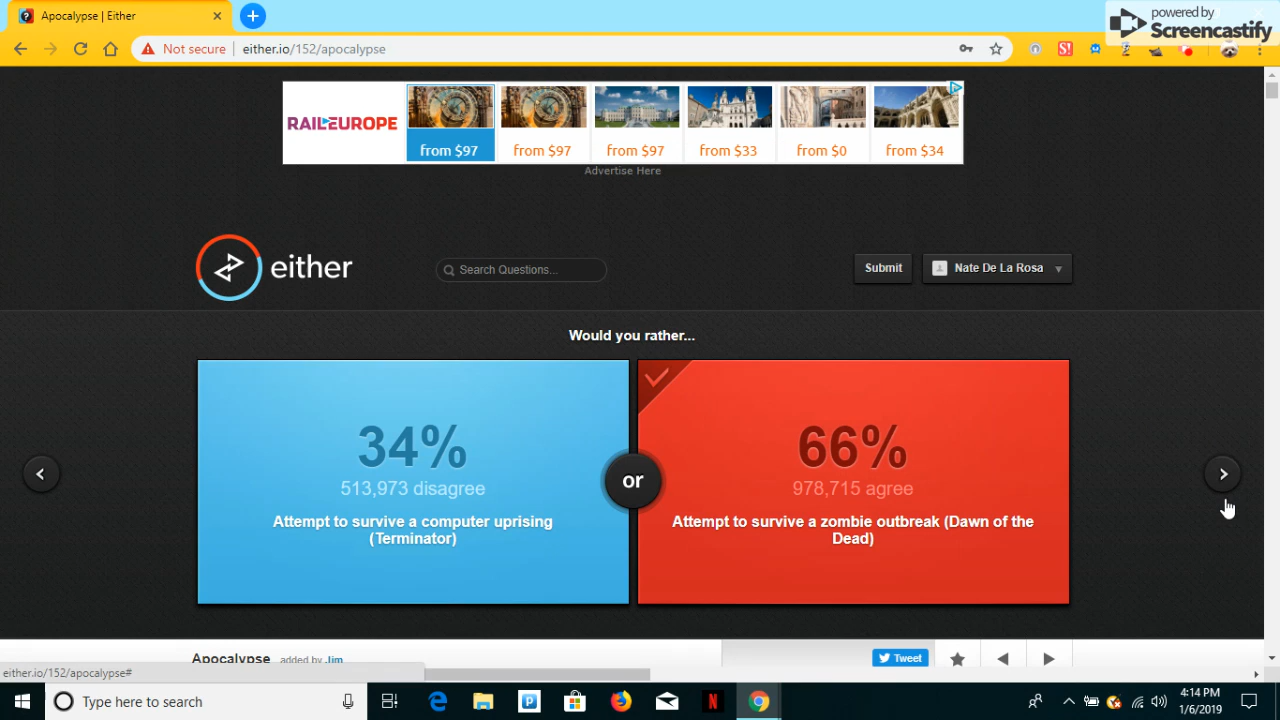 Apocalypse | Either
powered by
Screencastify
Not secure
either.io/152/apocalypse
RAILEUROPE
from $97
from $97
from $97
from $33
from $0
from $34
Advertise Here
either
Search Questions...
Submit
Nate De La Rosa
Would you rather...
34%
513,973 disagree
Attempt to survive a computer uprising
(Terminator)
or
66%
978,715 agree
Attempt to survive a zombie outbreak (Dawn of the
Dead)
Apocalypse added by Jim
Tweet
either.io/152/apocalypse#
Type here to search
4:14 PM
1/6/2019